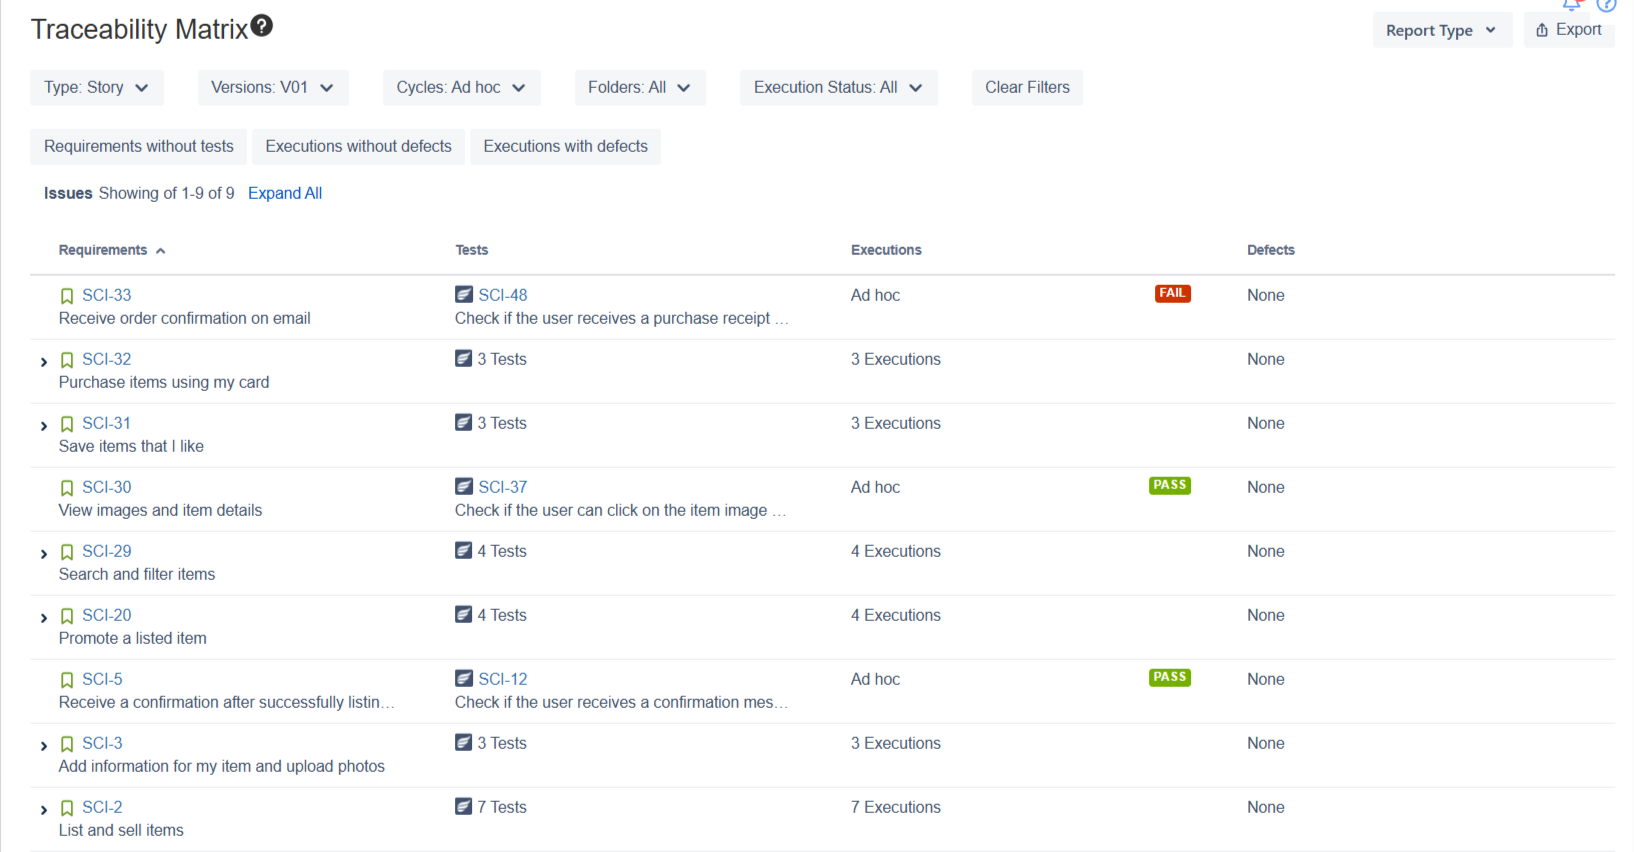 Traceability Matrix ?
Report Type
Export
Type: Story
Versions: V01
Cycles: Ad hoc
Folders: All
Execution Status: All
Clear Filters
Requirements without tests
Executions without defects
Executions with defects
Issues Showing of 1-9 of 9 Expand All
Requirements Tests Executions Defects
SCI-33 SCI-48 Ad hoc FAIL None
Receive order confirmation on email Check if the user receives a purchase receipt ...
SCI-32 3 Tests 3 Executions None
Purchase items using my card
SCI-31 3 Tests 3 Executions None
Save items that I like
SCI-30 SCI-37 Ad hoc PASS None
View images and item details Check if the user can click on the item image ...
SCI-29 4 Tests 4 Executions None
Search and filter items
SCI-20 4 Tests 4 Executions None
Promote a listed item
SCI-5 SCI-12 Ad hoc PASS None
Receive a confirmation after successfully listin... Check if the user receives a confirmation mes...
SCI-3 3 Tests 3 Executions None
Add information for my item and upload photos
SCI-2 7 Tests 7 Executions None
List and sell items